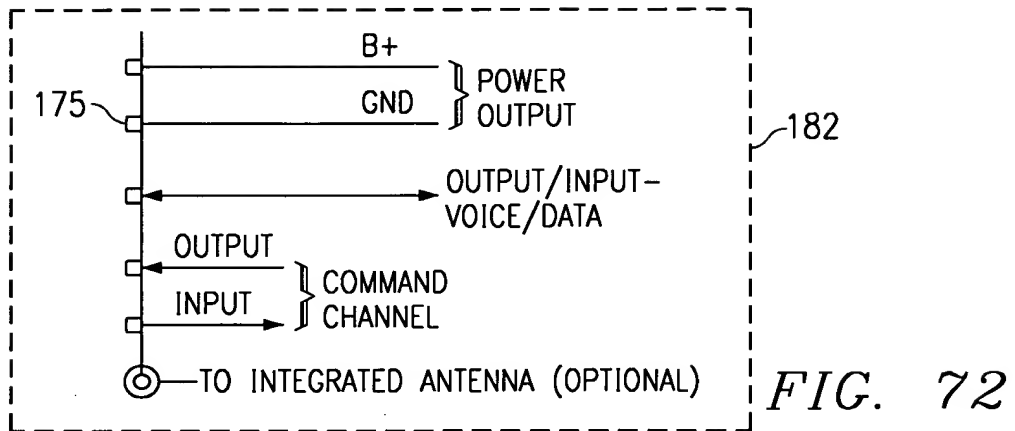 B+
POWER
OUTPUT
GND
175
182
OUTPUT/INPUT-
VOICE/DATA
OUTPUT
COMMAND
CHANNEL
INPUT
TO INTEGRATED ANTENNA (OPTIONAL)
FIG. 72